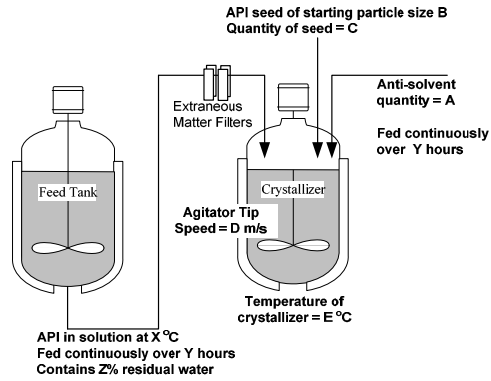 API seed of starting particle size B
Quantity of seed = C
Anti-solvent
quantity = A
Fed continuously
over Y hours
Extraneous
Matter Filters
Feed Tank
Crystallizer
Agitator Tip
Speed = D m/s
Temperature of
crystallizer = E °C
API in solution at X °C
Fed continuously over Y hours
Contains Z% residual water